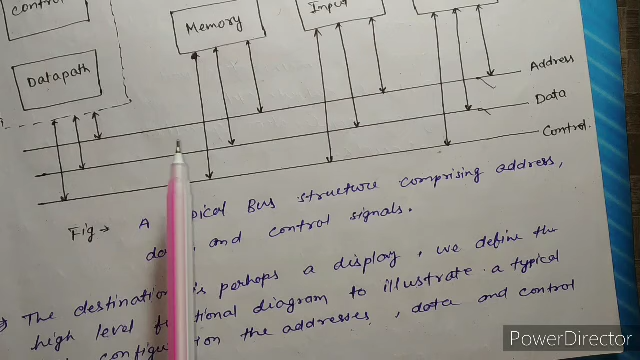 Control
Memory
Input
Datapath
Address
Data
Control.
Fig → A Bus structure comprising address,
and control signals.
The destination is perhaps a display, we define the
high level diagram to illustrate a typical
on the addresses, data and control
PowerDirector